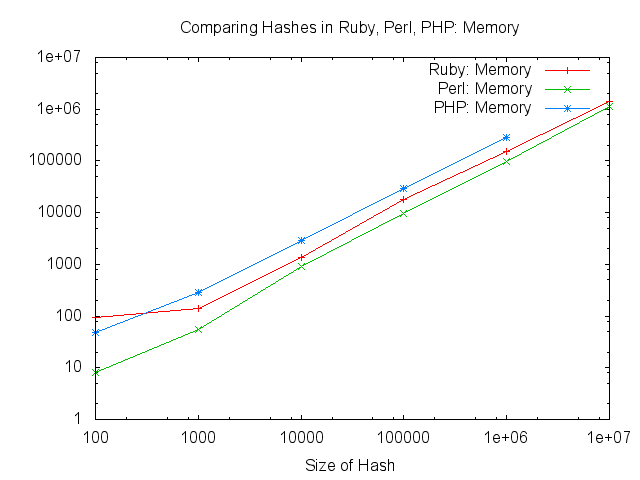 Comparing Hashes in Ruby, Perl, PHP: Memory
1e+07
1e+06
100000
10000
1000
100
10
1
Ruby: Memory
Perl: Memory
PHP: Memory
100 1000 10000 100000 1e+06 1e+07
Size of Hash